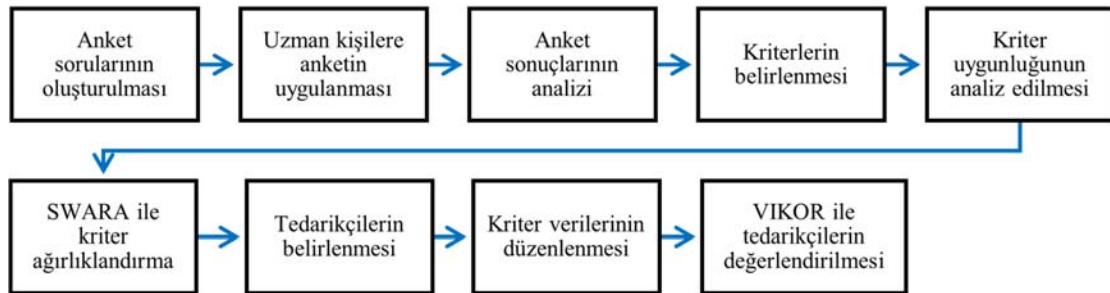 Anket
sorularının
oluşturulması
Uzman kişilere
anketin
uygulanması
Anket
sonuçlarının
analizi
Kriterlerin
belirlenmesi
Kriter
uygunluğunun
analiz edilmesi
SWARA ile
kriter
ağırlıklandırma
Tedarikçilerin
belirlenmesi
Kriter verilerinin
düzenlenmesi
VIKOR ile
tedarikçilerin
değerlendirilmesi